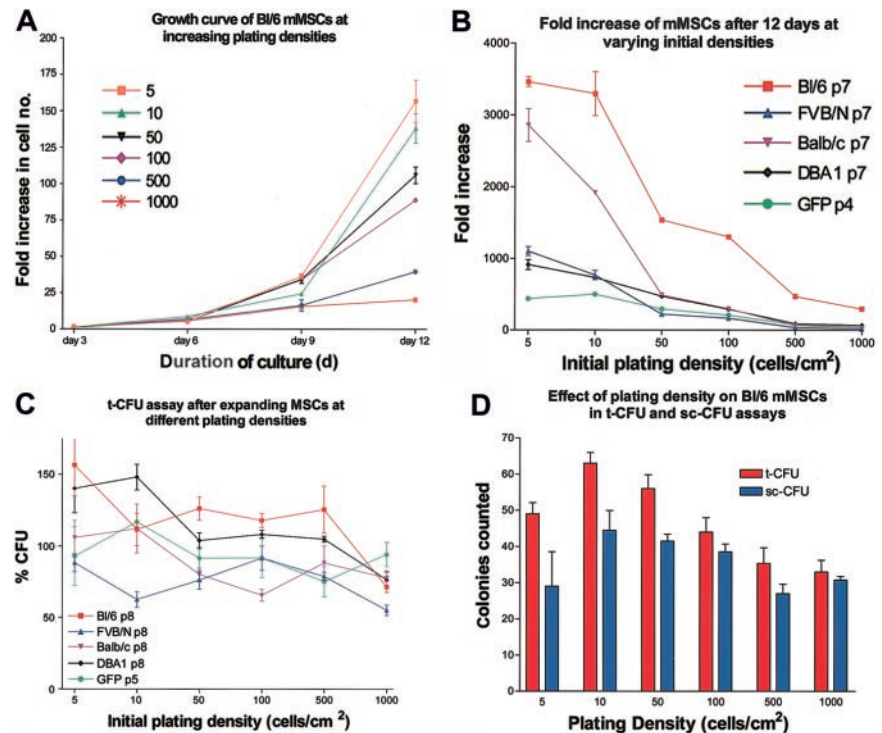 A
Growth curve of Bl/6 mMSCs at
increasing plating densities
Fold increase in cell no.
200
175
150
125
100
75
50
25
0
5
10
50
100
500
1000
day 3
day 6
day 9
day 12
Duration of culture (d)
B
Fold increase of mMSCs after 12 days at
varying initial densities
Fold increase
4000
3000
2000
1000
0
Bl/6 p7
FVB/N p7
Balb/c p7
DBA1 p7
GFP p4
5
10
50
100
500
1000
Initial plating density (cells/cm²)
C
t-CFU assay after expanding MSCs at
different plating densities
% CFU
150
100
50
0
Bl/6 p8
FVB/N p8
Balb/c p8
DBA1 p8
GFP p5
5
10
50
100
500
1000
Initial plating density (cells/cm ²)
D
Effect of plating density on Bl/6 mMSCs
in t-CFU and sc-CFU assays
Colonies counted
70
60
50
40
30
20
10
0
t-CFU
sc-CFU
5
10
50
100
500
1000
Plating Density (cells/cm²)